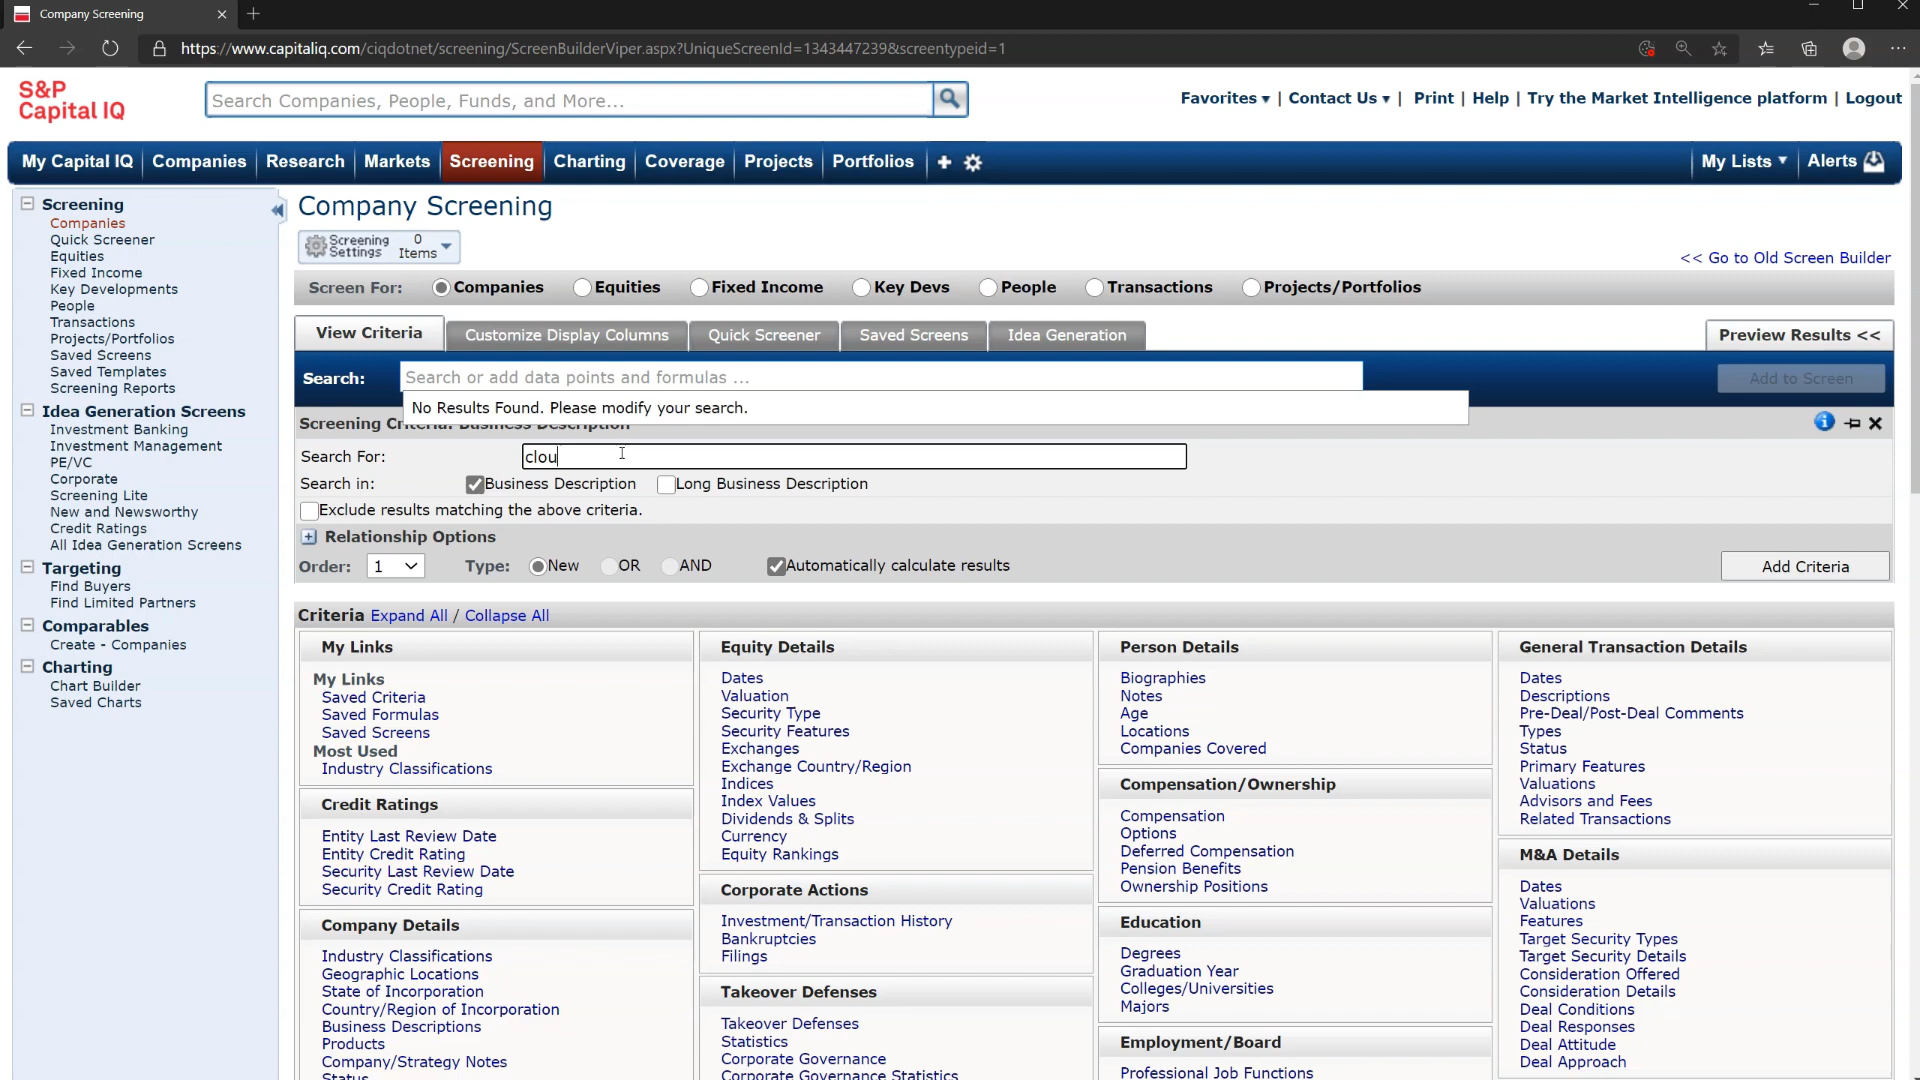 Company Screening
https://www.capitaliq.com/ciqdotnet/screening/ScreenBuilderViper.aspx?UniqueScreenId=1343447239&screentypeid=1
S&P
Capital IQ
Search Companies, People, Funds, and More...
Favorites | Contact Us | Print | Help | Try the Market Intelligence platform | Logout
My Capital IQ Companies Research Markets Screening Charting Coverage Projects Portfolios My Lists Alerts
Screening
Companies
Quick Screener
Equities
Fixed Income
Key Developments
People
Transactions
Projects/Portfolios
Saved Screens
Saved Templates
Screening Reports
Idea Generation Screens
Investment Banking
Investment Management
PE/VC
Corporate
Screening Lite
New and Newsworthy
Credit Ratings
All Idea Generation Screens
Targeting
Find Buyers
Find Limited Partners
Comparables
Create - Companies
Charting
Chart Builder
Saved Charts
Company Screening
Screening Settings 0 Items
<< Go to Old Screen Builder
Screen For: Companies Equities Fixed Income Key Devs People Transactions Projects/Portfolios
View Criteria Customize Display Columns Quick Screener Saved Screens Idea Generation Preview Results <<
Search: Search or add data points and formulas ... Add to Screen
No Results Found. Please modify your search.
Screening Criteria: Business Description
Search For: clou
Search in: Business Description Long Business Description
Exclude results matching the above criteria.
Relationship Options
Order: 1 Type: New OR AND Automatically calculate results Add Criteria
Criteria Expand All / Collapse All
My Links
My Links
Saved Criteria
Saved Formulas
Saved Screens
Most Used
Industry Classifications
Credit Ratings
Entity Last Review Date
Entity Credit Rating
Security Last Review Date
Security Credit Rating
Company Details
Industry Classifications
Geographic Locations
State of Incorporation
Country/Region of Incorporation
Business Descriptions
Products
Company/Strategy Notes
Status
Equity Details
Dates
Valuation
Security Type
Security Features
Exchanges
Exchange Country/Region
Indices
Index Values
Dividends & Splits
Currency
Equity Rankings
Corporate Actions
Investment/Transaction History
Bankruptcies
Filings
Takeover Defenses
Takeover Defenses
Statistics
Corporate Governance
Corporate Governance Statistics
Person Details
Biographies
Notes
Age
Locations
Companies Covered
Compensation/Ownership
Compensation
Options
Deferred Compensation
Pension Benefits
Ownership Positions
Education
Degrees
Graduation Year
Colleges/Universities
Majors
Employment/Board
Professional Job Functions
General Transaction Details
Dates
Descriptions
Pre-Deal/Post-Deal Comments
Types
Status
Primary Features
Valuations
Advisors and Fees
Related Transactions
M&A Details
Dates
Valuations
Features
Target Security Types
Target Security Details
Consideration Offered
Consideration Details
Deal Conditions
Deal Responses
Deal Attitude
Deal Approach